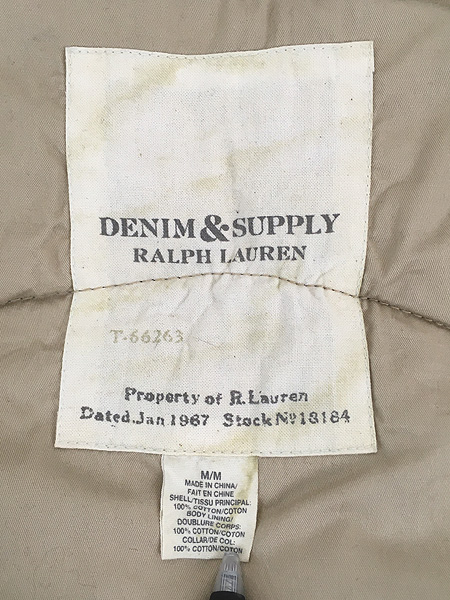 DENIM & SUPPLY
RALPH LAUREN
T-66263
Property of R.Lauren
Dated.Jan 1967 Stock No 18184
M/M
MADE IN CHINA/
FAIT EN CHINE
SHELL/TISSU PRINCIPAL:
100% COTTON/COTON
BODY LINING/
DOUBLURE CORPS:
100% COTTON/COTON
COLLAR/DE COL:
100% COTTON/COTON